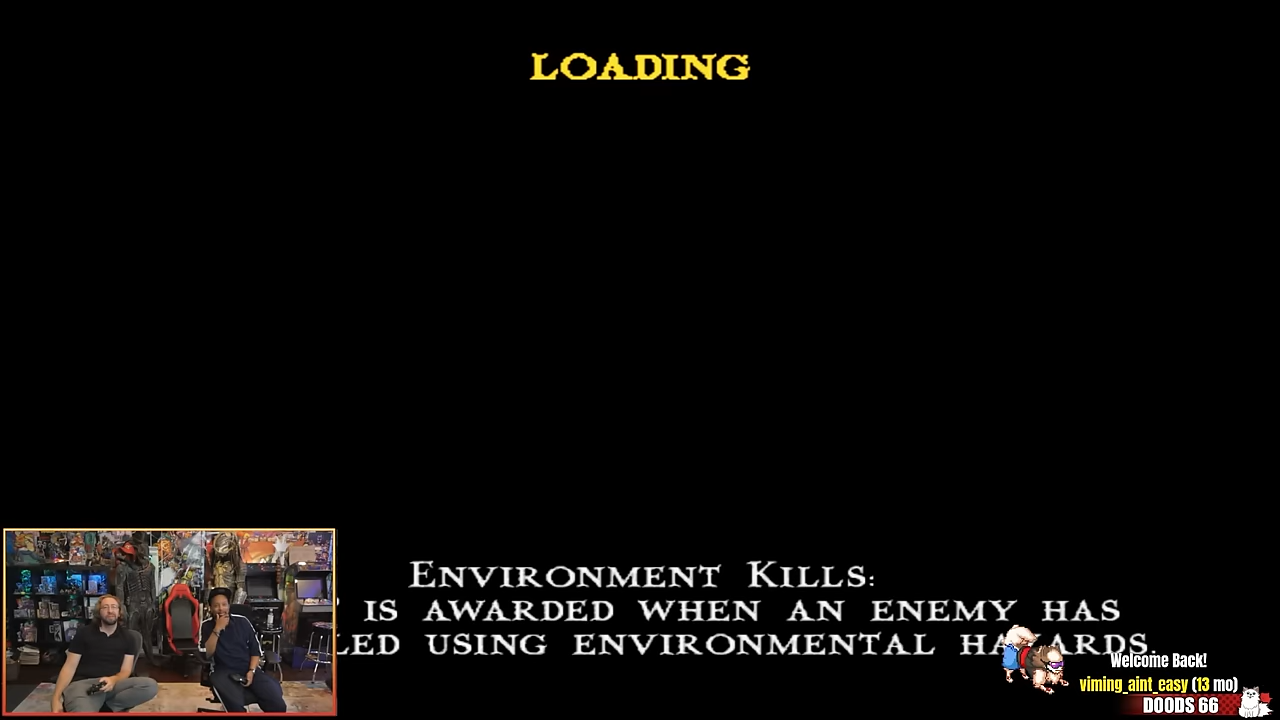 LOADING
ENVIRONMENT KILLS:
IS AWARDED WHEN AN ENEMY HAS
LED USING ENVIRONMENTAL HAZARDS.
Welcome Back!
viming_aint_easy (13 mo)
DOODS 66